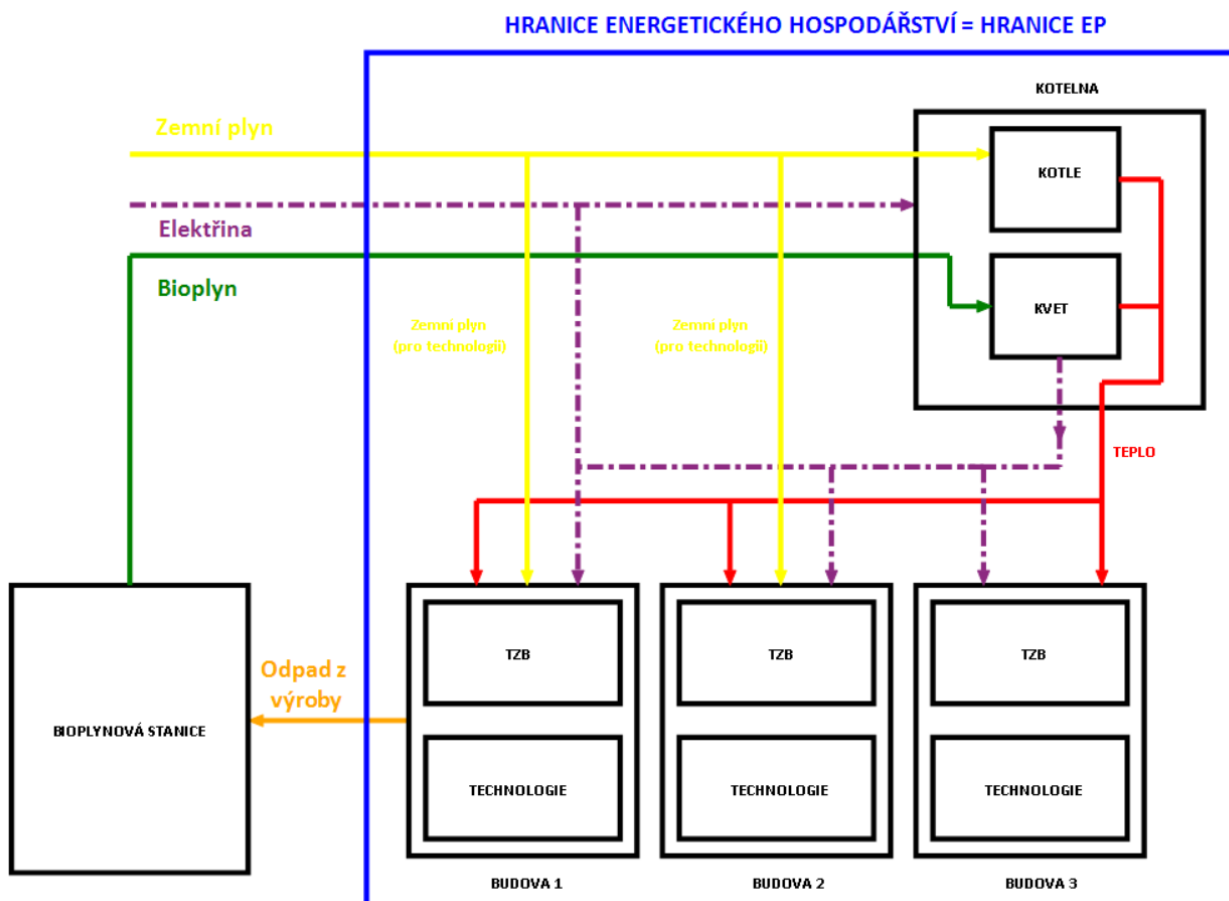 HRANICE ENERGETICKÉHO HOSPODÁŘSTVÍ = HRANICE EP
KOTELNA
Zemní plyn
KOTLE
Elektřina
Bioplyn
KVET
Zemní plyn
(pro technologii)
Zemní plyn
(pro technologii)
TEPLO
TZB
TZB
TZB
Odpad z
výroby
BIOPLYNOVÁ STANICE
TECHNOLOGIE
TECHNOLOGIE
TECHNOLOGIE
BUDOVA 1
BUDOVA 2
BUDOVA 3